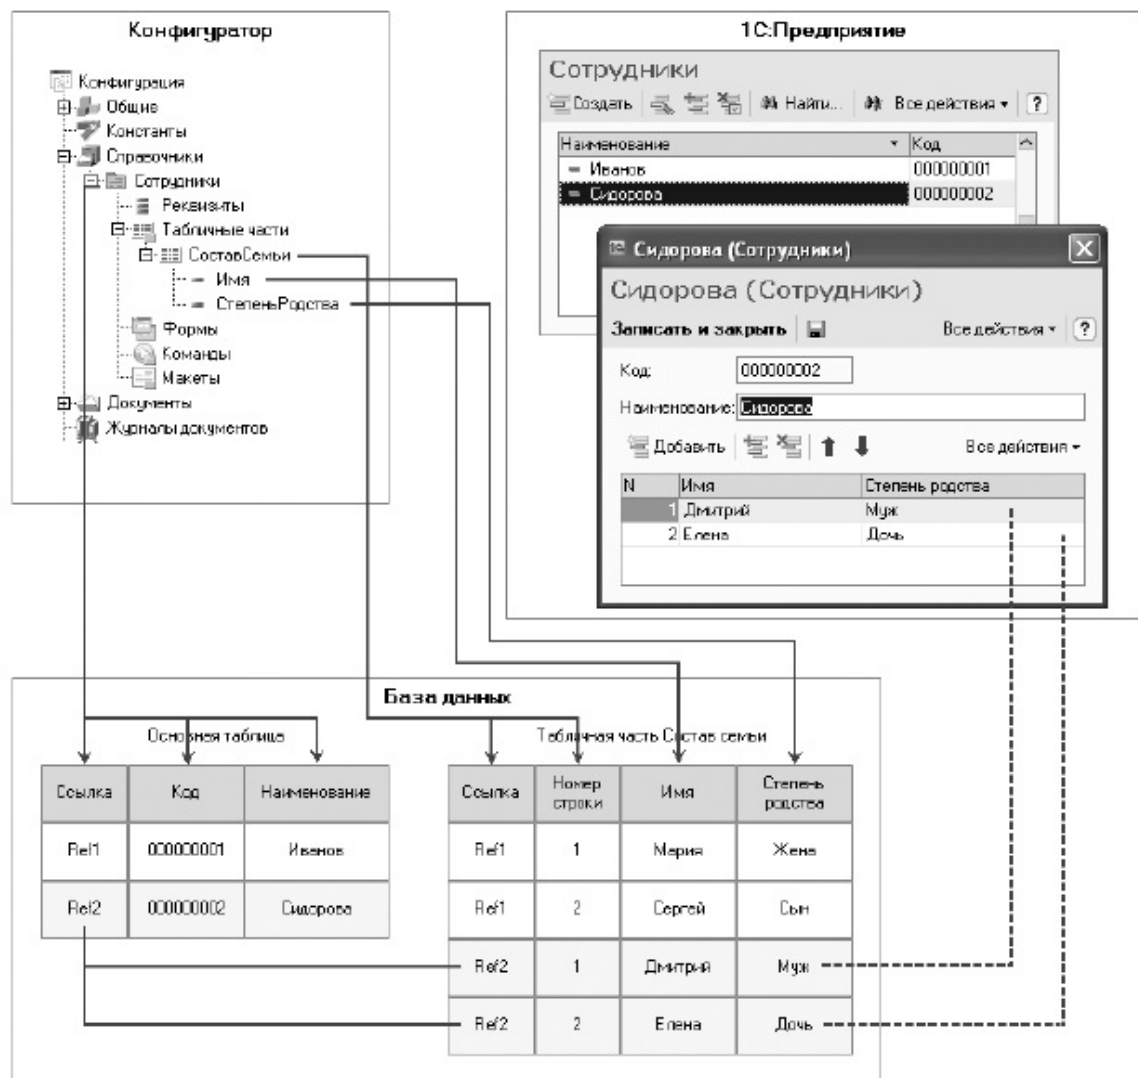 Конфигуратор
Конфигурация
Общие
Константы
Справочники
Сотрудники
Реквизиты
Табличные части
СоставСемьи
Имя
СтепеньРодства
Формы
Команды
Макеты
Документы
Журналы документов
1С:Предприятие
Сотрудники
Создать Найти... Все действия ?
Наименование Код
Иванов 000000001
Сидорова 000000002
Сидорова (Сотрудники)
Сидорова (Сотрудники)
Записать и закрыть Все действия ?
Код: 000000002
Наименование: Сидорова
Добавить Все действия
N Имя Степень родства
1 Дмитрий Муж
2 Елена Дочь
База данных
Основная таблица
Ссылка Код Наименование
Ref1 000000001 Иванов
Ref2 000000002 Сидорова
Табличная часть Состав семьи
Ссылка Номер строки Имя Степень родства
Ref1 1 Мария Жена
Ref1 2 Сергей Сын
Ref2 1 Дмитрий Муж
Ref2 2 Елена Дочь